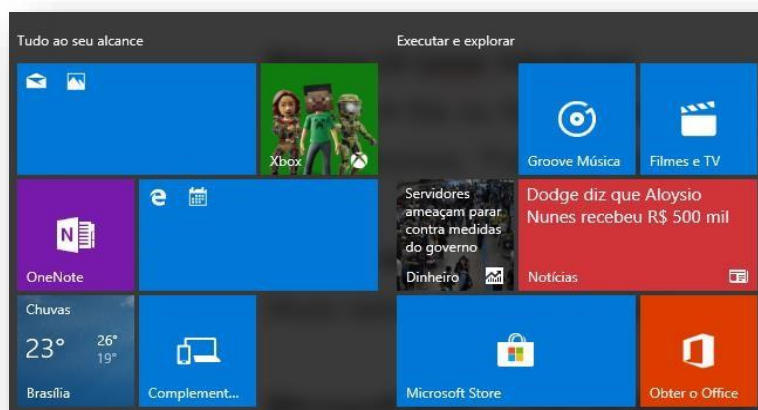 Tudo ao seu alcance
Executar e explorar
Xbox
Groove Música
Filmes e TV
OneNote
Servidores
ameaçam parar
contra medidas
do governo
Dinheiro
Dodge diz que Aloysio
Nunes recebeu R$ 500 mil
Notícias
Chuvas
23° 26°
19°
Brasília
Complement...
Microsoft Store
Obter o Office